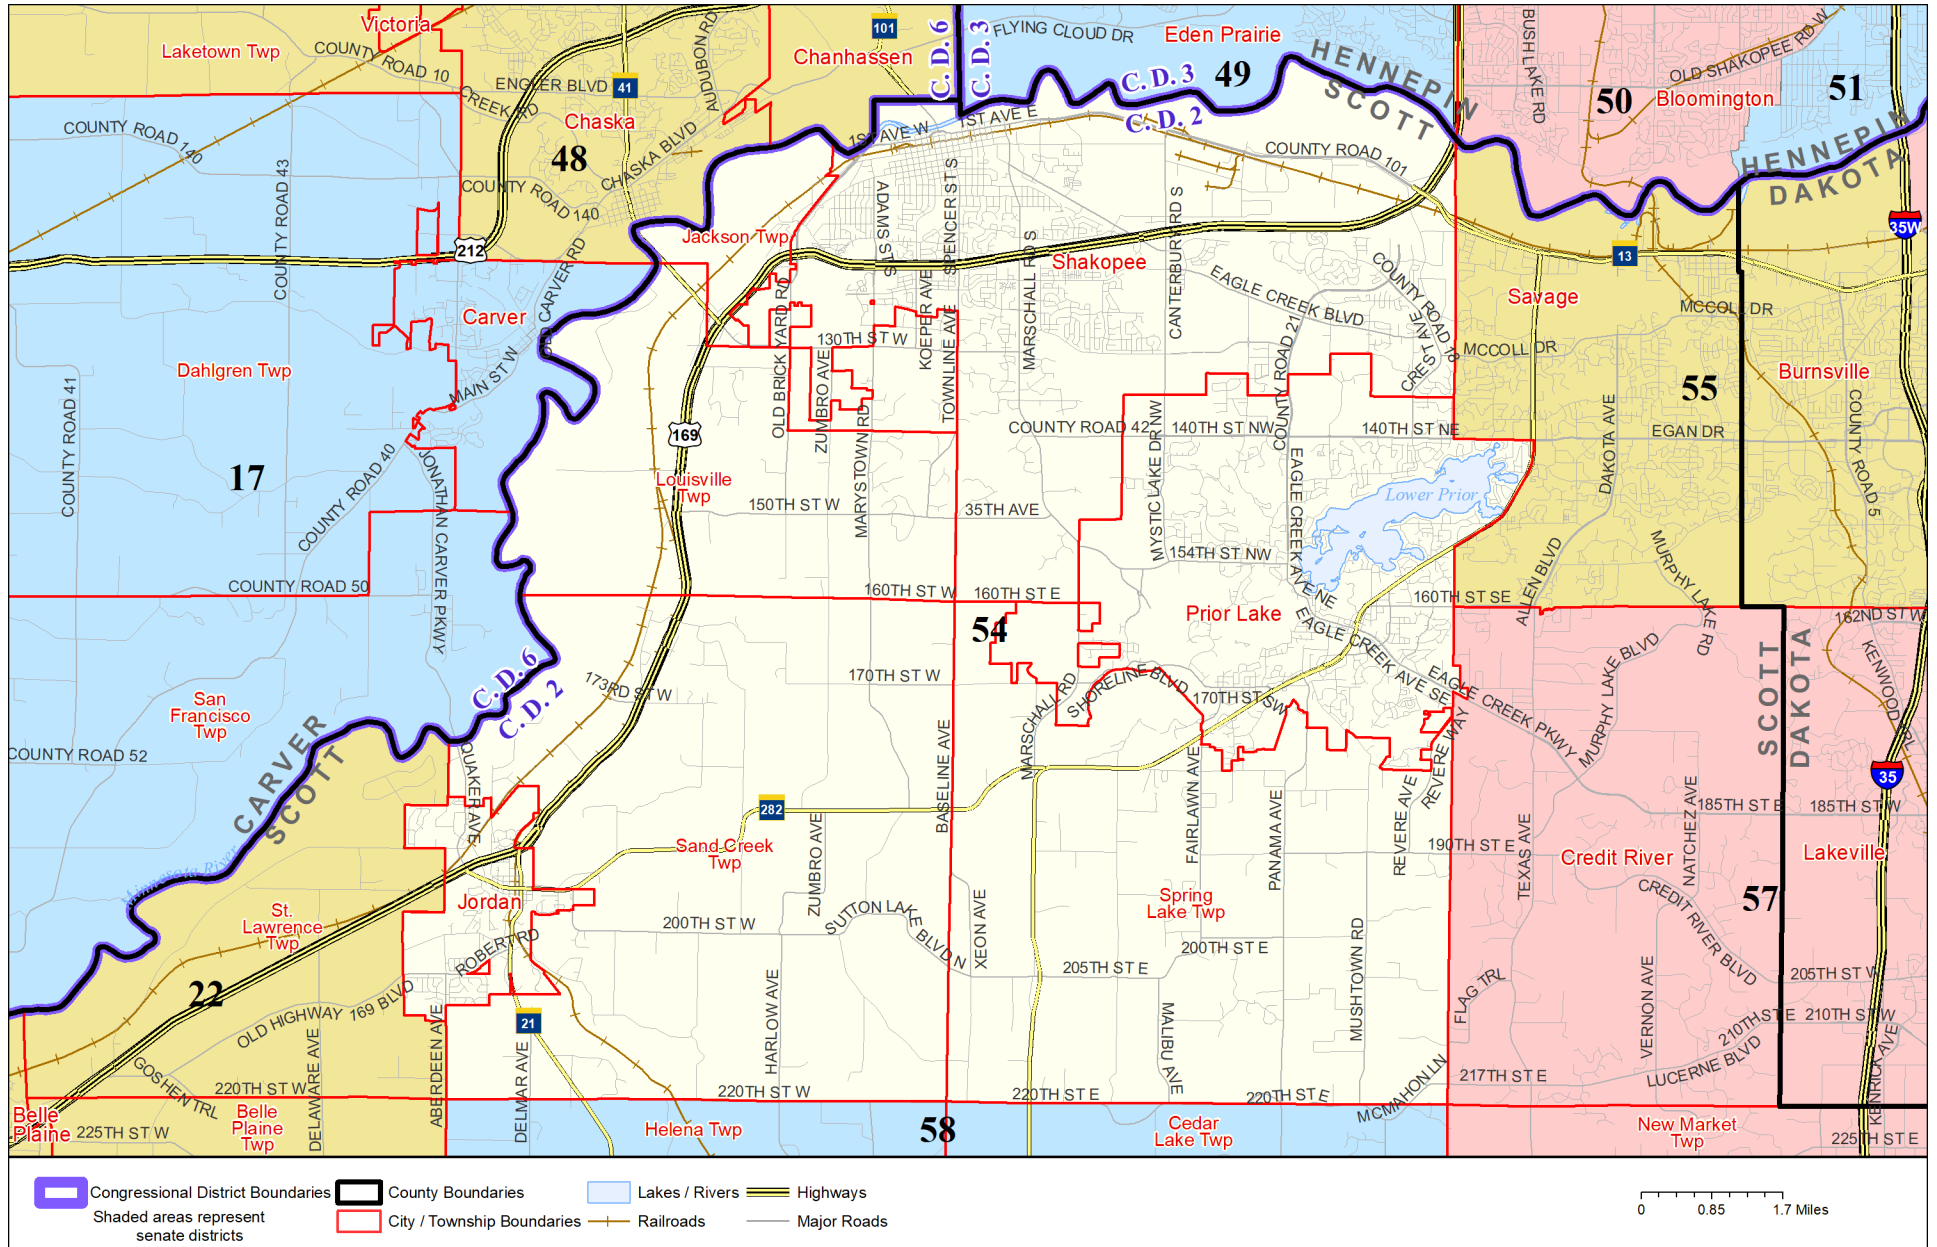 Victoria
Laketown Twp
COUNTY ROAD 10
ENGLER BLVD
41
AUDUBON RD
CREEK RD
Chaska
48
CHASKA BLVD
COUNTY ROAD 140
COUNTY ROAD 140
COUNTY ROAD 43
101
Chanhassen
C. D. 6
C. D. 3
FLYING CLOUD DR
Eden Prairie
49
C. D. 3
C. D. 2
HENNEPIN
SCOTT
BUSH LAKE RD
50
Bloomington
OLD SHAKOPEE RD W
51
HENNEPIN
DAKOTA
1ST AVE W
1ST AVE E
COUNTY ROAD 101
212
OLD CARVER RD
Carver
MAIN ST W
Jackson Twp
ADAMS ST S
SPENCER ST S
Shakopee
MARSCHALL RD S
CANTERBURY RD S
EAGLE CREEK BLVD
COUNTY ROAD 21
COUNTY ROAD 18
CREST AVE
13
35W
Savage
MCCOLL DR
MCCOLL DR
OLD BRICK YARD RD
130TH ST W
ZUMBRO AVE
KOEPER AVE
TOWNLINE AVE
MARYSTOWN RD
Dahlgren Twp
COUNTY ROAD 41
17
COUNTY ROAD 40
JONATHAN CARVER PKWY
COUNTY ROAD 50
169
Louisville
Twp
150TH ST W
35TH AVE
COUNTY ROAD 42
140TH ST NW
140TH ST NE
MYSTIC LAKE DR NW
EAGLE CREEK AVE NE
154TH ST NW
Lower Prior
55
Burnsville
EGAN DR
DAKOTA AVE
COUNTY ROAD 5
ALLEN BLVD
MURPHY LAKE RD
160TH ST W
160TH ST E
54
Prior Lake
160TH ST SE
162ND ST W
EAGLE CREEK AVE SE
San
Francisco
Twp
COUNTY ROAD 52
C. D. 6
C. D. 2
CARVER
SCOTT
173RD ST W
170TH ST W
MARSCHALL RD
SHORELINE BLVD
170TH ST SW
EAGLE CREEK PKWY
MURPHY LAKE BLVD
SCOTT
DAKOTA
KENWOOD TRL
35
QUAKER AVE
282
BASELINE AVE
FAIRLAWN AVE
PANAMA AVE
REVERE AVE
REVERE WAY
185TH ST E
185TH ST W
190TH ST E
TEXAS AVE
NATCHEZ AVE
Credit River
Lakeville
Minnesota River
Sand Creek
Twp
ZUMBRO AVE
Jordan
St.
Lawrence
Twp
ROBERT RD
200TH ST W
SUTTON LAKE BLVD N
XEON AVE
Spring
Lake Twp
200TH ST E
205TH ST E
MUSHTOWN RD
57
CREDIT RIVER BLVD
205TH ST W
22
OLD HIGHWAY 169 BLVD
21
HARLOW AVE
MALIBU AVE
FLAG TRL
VERNON AVE
210TH ST E
210TH ST W
LUCERNE BLVD
KENRICK AVE
GOSHEN TRL
220TH ST W
DELAWARE AVE
ABERDEEN AVE
DELMAR AVE
220TH ST W
220TH ST E
220TH ST E
MCMAHON LN
217TH ST E
Belle
Plaine
225TH ST W
Belle
Plaine
Twp
Helena Twp
58
Cedar
Lake Twp
New Market
Twp
225TH ST E
Congressional District Boundaries
County Boundaries
Lakes / Rivers
Highways
Shaded areas represent
senate districts
City / Township Boundaries
Railroads
Major Roads
0 0.85 1.7 Miles